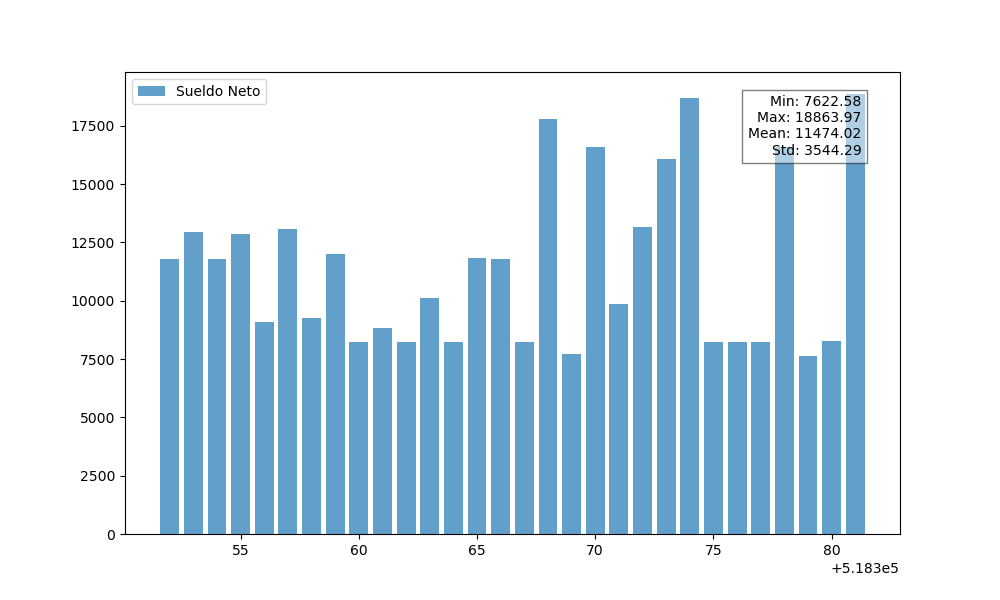 Sueldo Neto
Min: 7622.58
Max: 18863.97
Mean: 11474.02
Std: 3544.29
17500
15000
12500
10000
7500
5000
2500
0
55 60 65 70 75 80
+5.183e5